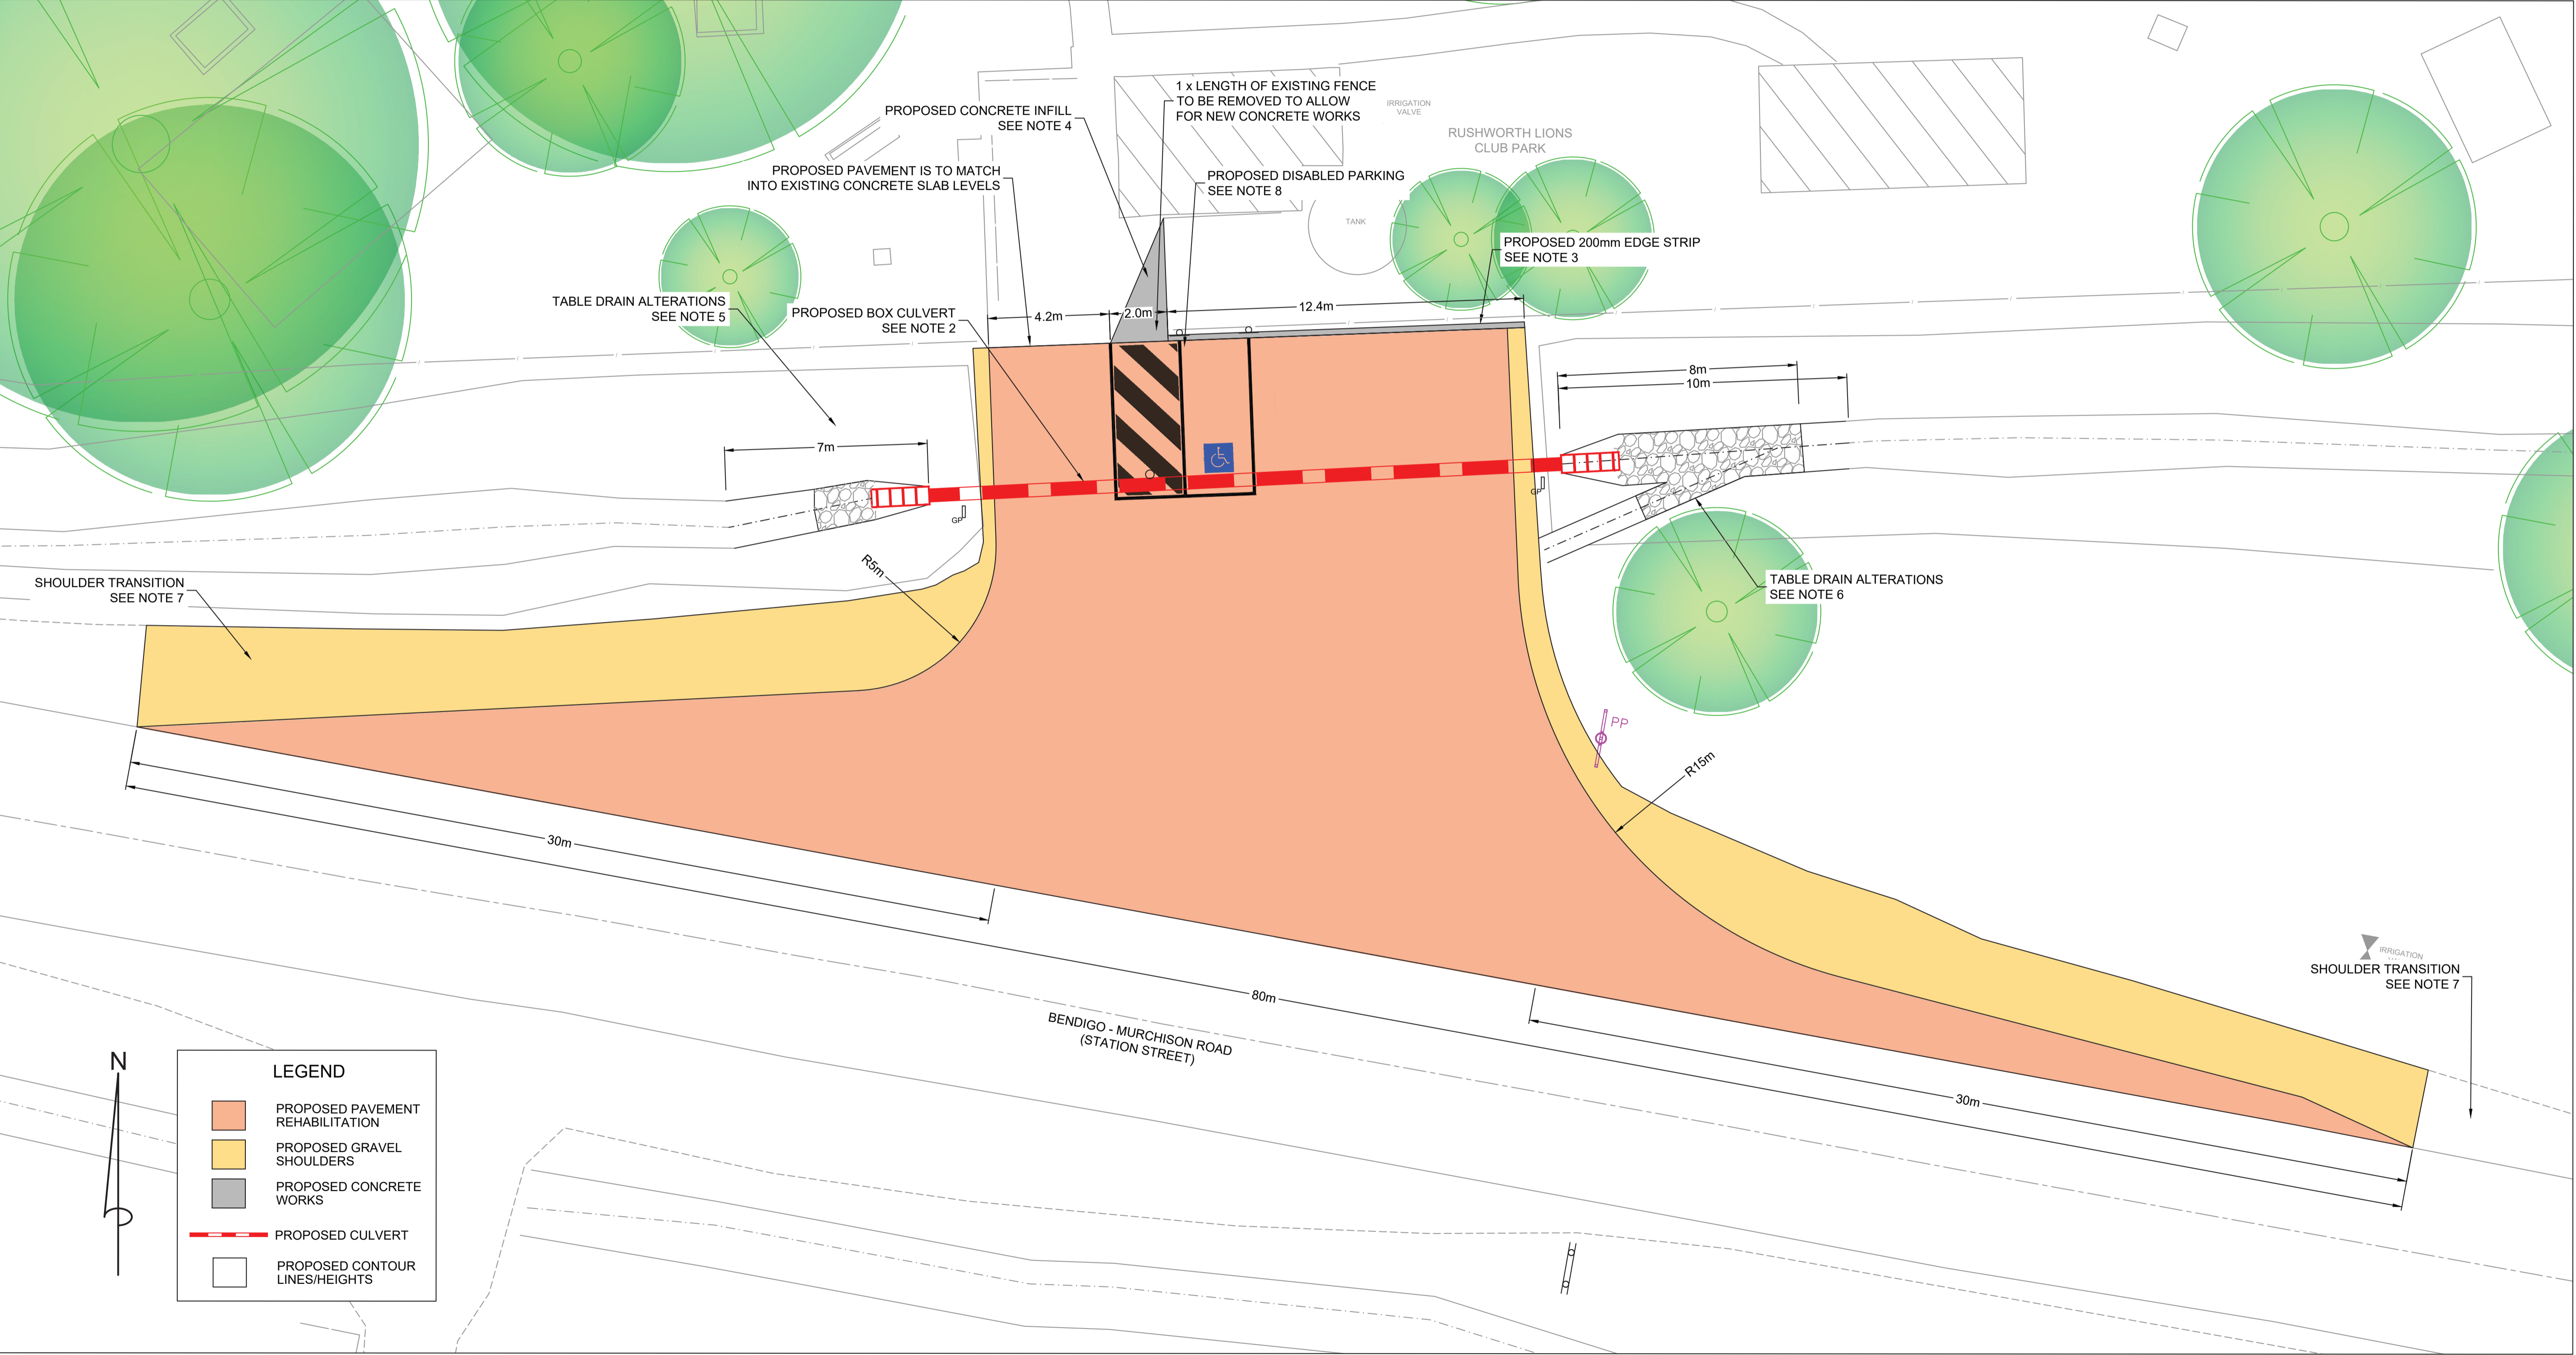 1 x LENGTH OF EXISTING FENCE
TO BE REMOVED TO ALLOW
FOR NEW CONCRETE WORKS
PROPOSED CONCRETE INFILL
SEE NOTE 4
IRRIGATION
VALVE
RUSHWORTH LIONS
CLUB PARK
PROPOSED PAVEMENT IS TO MATCH
INTO EXISTING CONCRETE SLAB LEVELS
PROPOSED DISABLED PARKING
SEE NOTE 8
TANK
PROPOSED 200mm EDGE STRIP
SEE NOTE 3
TABLE DRAIN ALTERATIONS
SEE NOTE 5
PROPOSED BOX CULVERT
SEE NOTE 2
4.2m
2.0m
12.4m
8m
10m
7m
GP
GP
R5m
SHOULDER TRANSITION
SEE NOTE 7
TABLE DRAIN ALTERATIONS
SEE NOTE 6
PP
R15m
30m
80m
BENDIGO - MURCHISON ROAD
(STATION STREET)
30m
IRRIGATION
SHOULDER TRANSITION
SEE NOTE 7
N
LEGEND
PROPOSED PAVEMENT
REHABILITATION
PROPOSED GRAVEL
SHOULDERS
PROPOSED CONCRETE
WORKS
PROPOSED CULVERT
PROPOSED CONTOUR
LINES/HEIGHTS